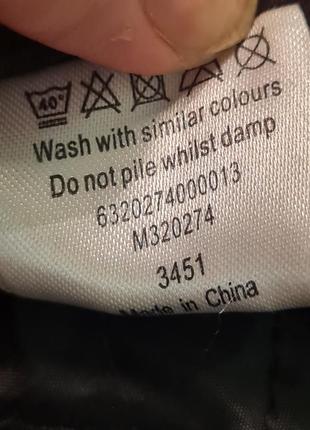 40°
Wash with similar colours
Do not pile whilst damp
6320274000013
M320274
3451
Made in China